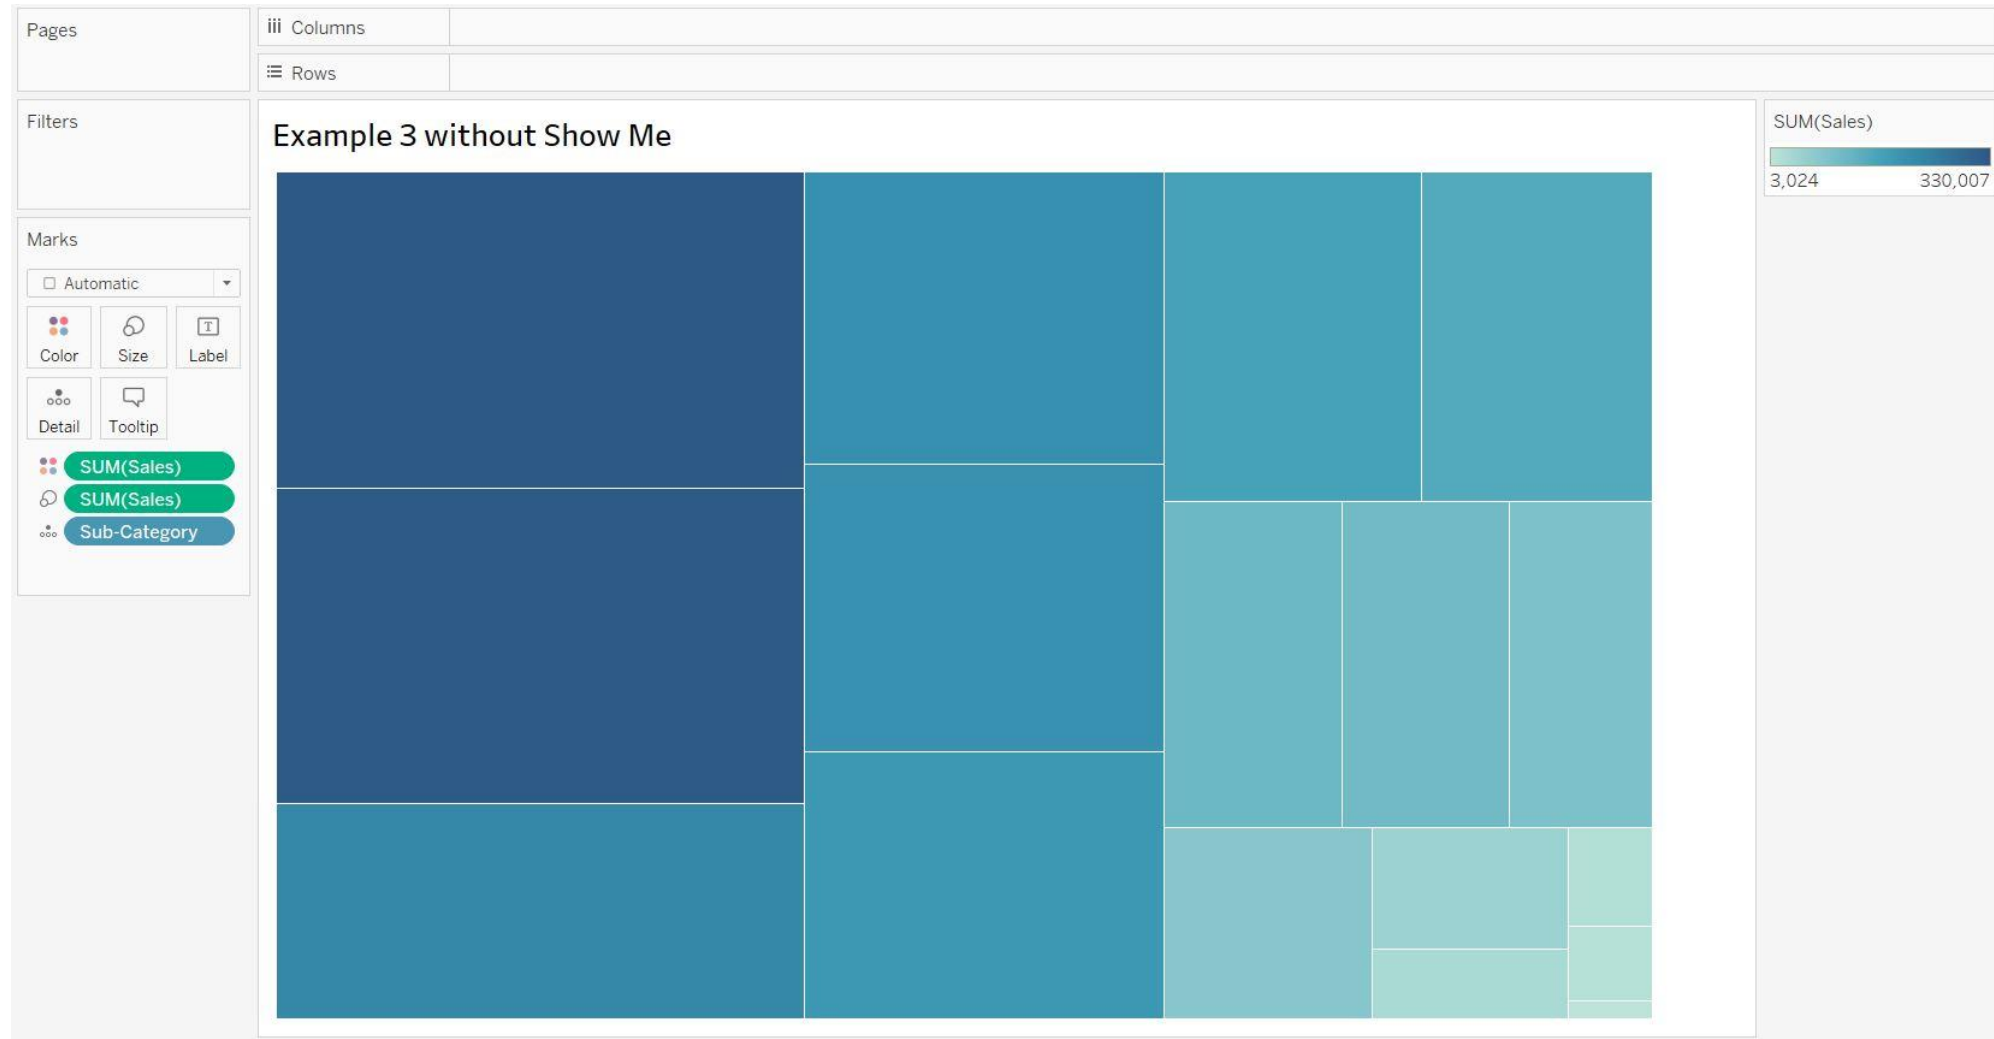 Pages
Columns
Rows
Filters
Example 3 without Show Me
SUM(Sales)
3,024 330,007
Marks
Automatic
Color Size Label
Detail Tooltip
SUM(Sales)
SUM(Sales)
Sub-Category